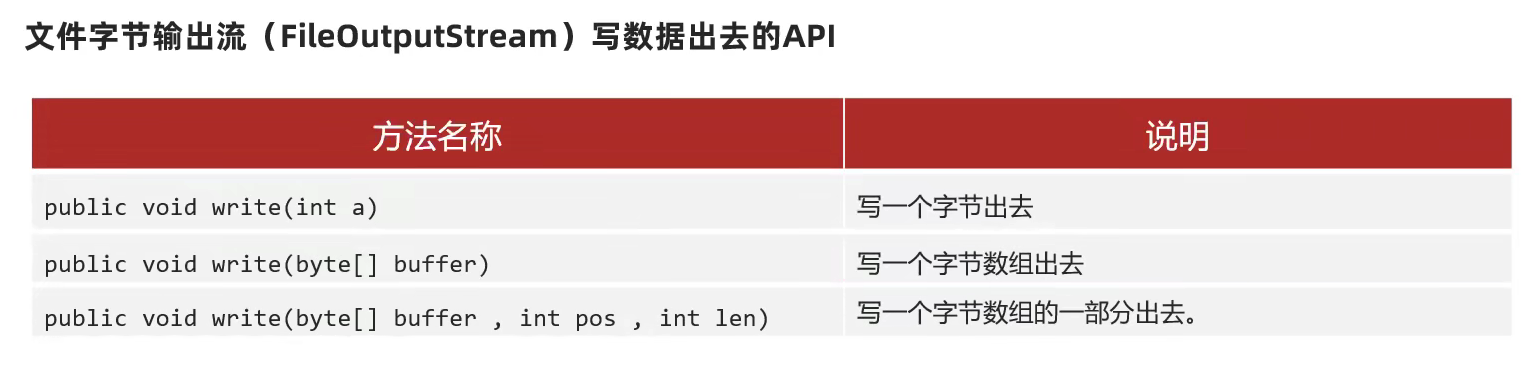 文件字节输出流（FileOutputStream）写数据出去的API
方法名称 说明
public void write(int a) 写一个字节出去
public void write(byte[] buffer) 写一个字节数组出去
public void write(byte[] buffer , int pos , int len) 写一个字节数组的一部分出去。